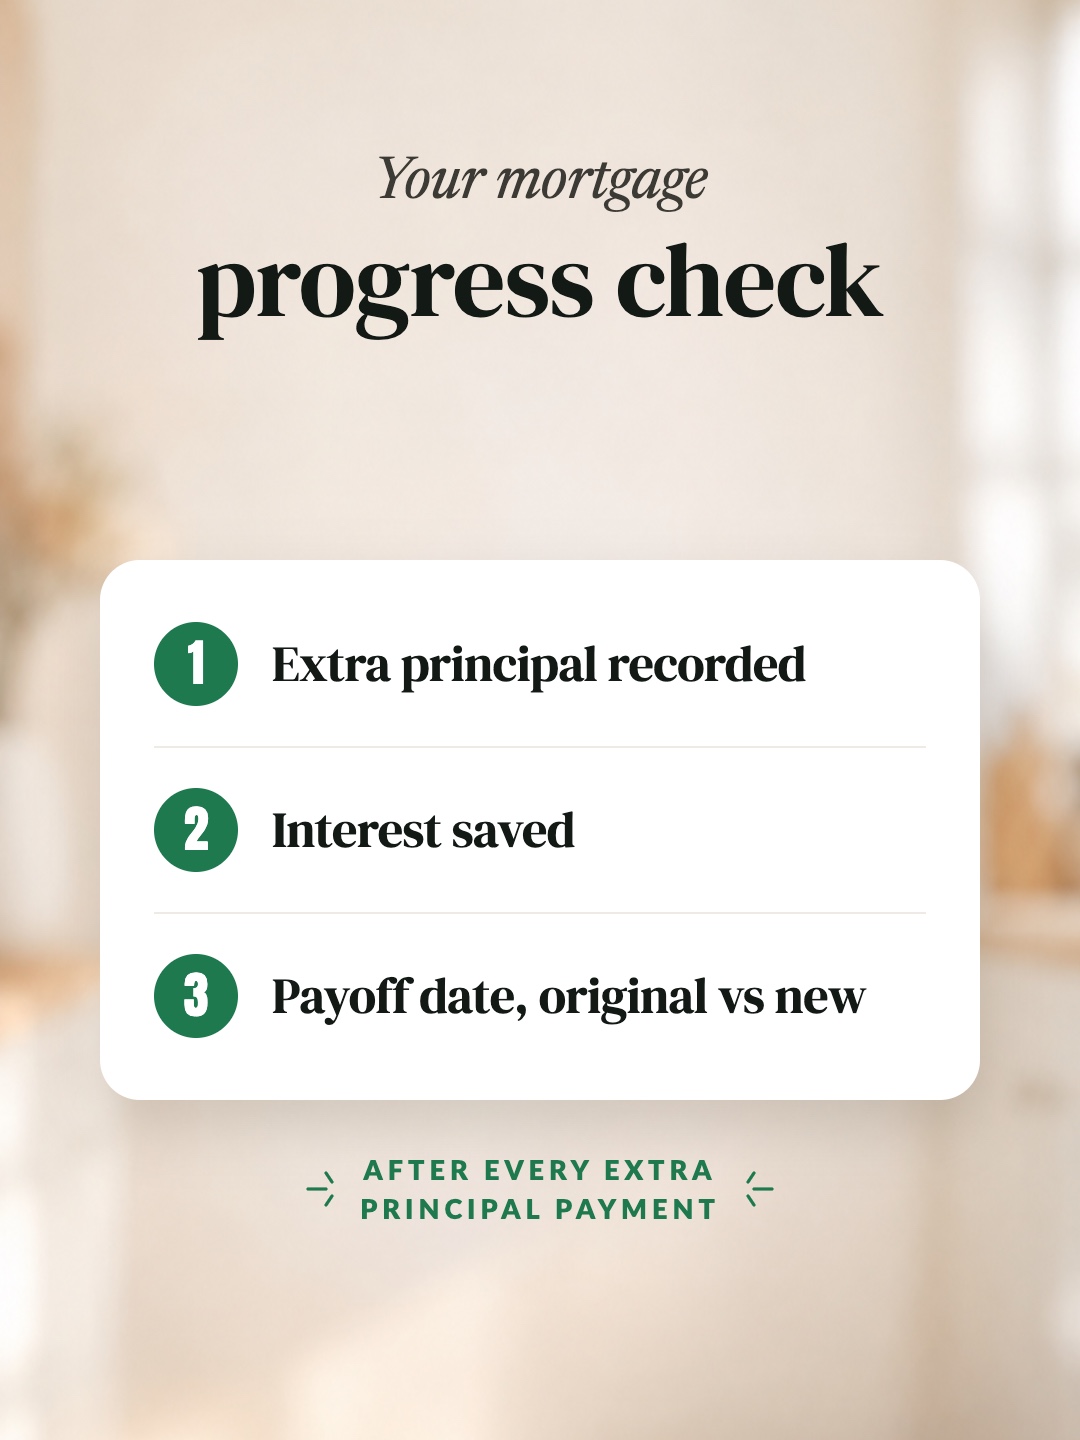 Your mortgage
progress check
1 Extra principal recorded
2 Interest saved
3 Payoff date, original vs new
AFTER EVERY EXTRA
PRINCIPAL PAYMENT